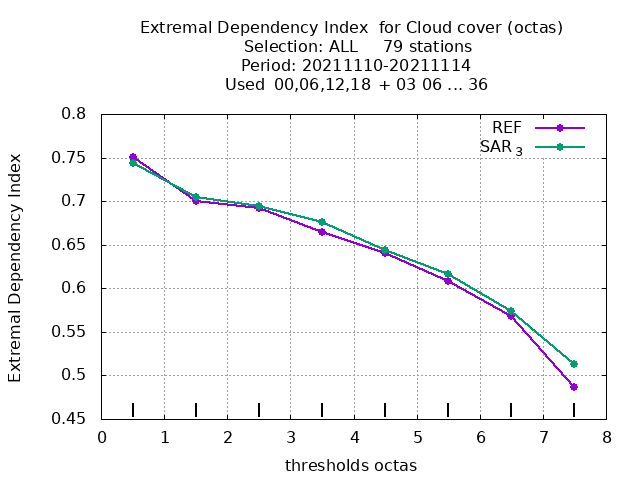 Extremal Dependency Index  for Cloud cover (octas)
Selection: ALL     79 stations
Period: 20211110-20211114
Used  00,06,12,18 + 03 06 ... 36
REF
SAR 3
0.8
0.75
0.7
0.65
0.6
0.55
0.5
0.45
Extremal Dependency Index
0 1 2 3 4 5 6 7 8
thresholds octas